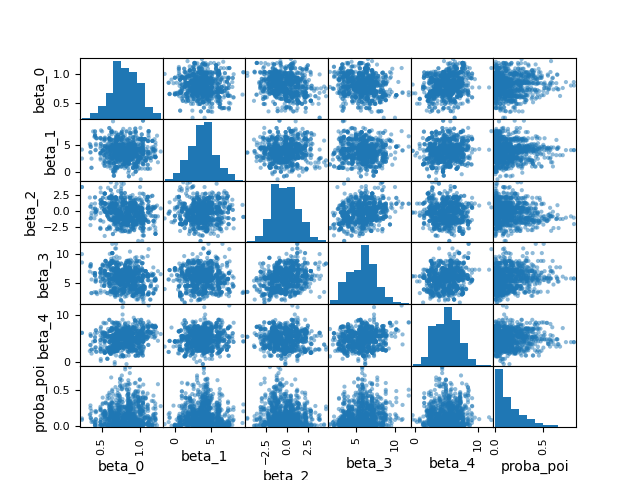 beta_0
1.0
0.5
beta_1
5
0
beta_2
2.5
0.0
−2.5
beta_3
10
5
beta_4
10
0
proba_poi
0.5
0.0
0.5 1.0 0 5 −2.5 0.0 2.5 5 10 0 10 0.0 0.5
beta_0 beta_1 beta_2 beta_3 beta_4 proba_poi